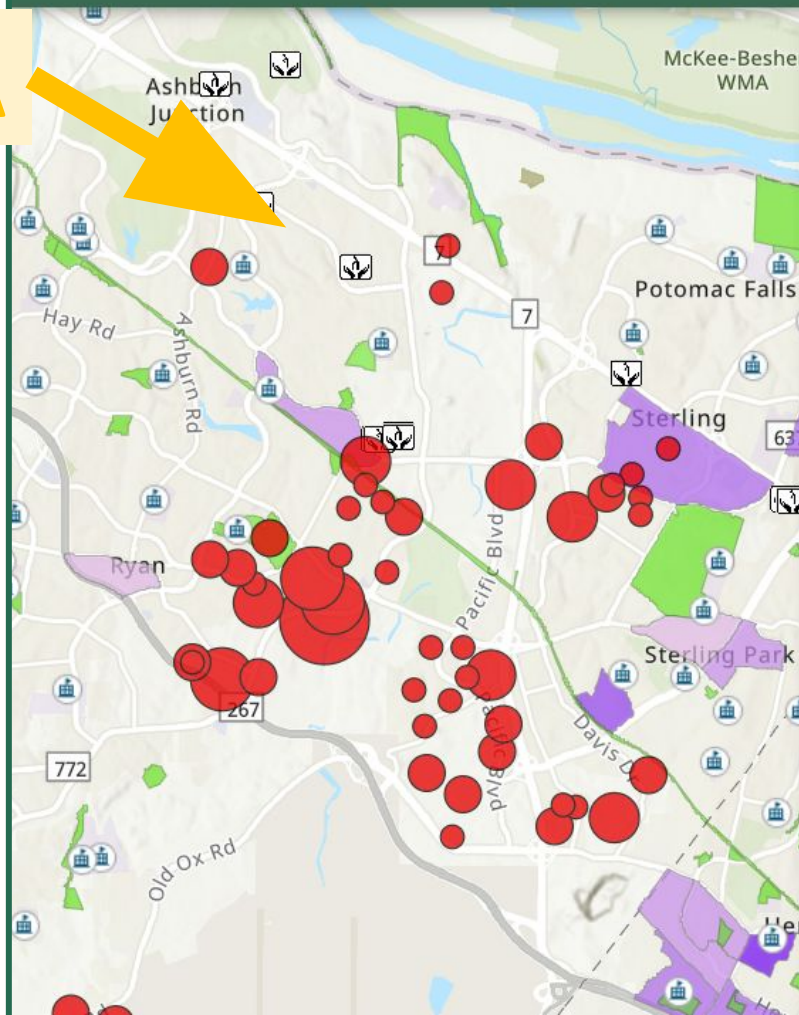 McKee-Beshe
WMA
Ashburn
Junction
7
Potomac Falls
Hay Rd
7
Ashburn Rd
Sterling
63
Pacific Blvd
Ryan
Sterling Park
267
Pacific Blvd
Davis Dr
772
Old Ox Rd
He